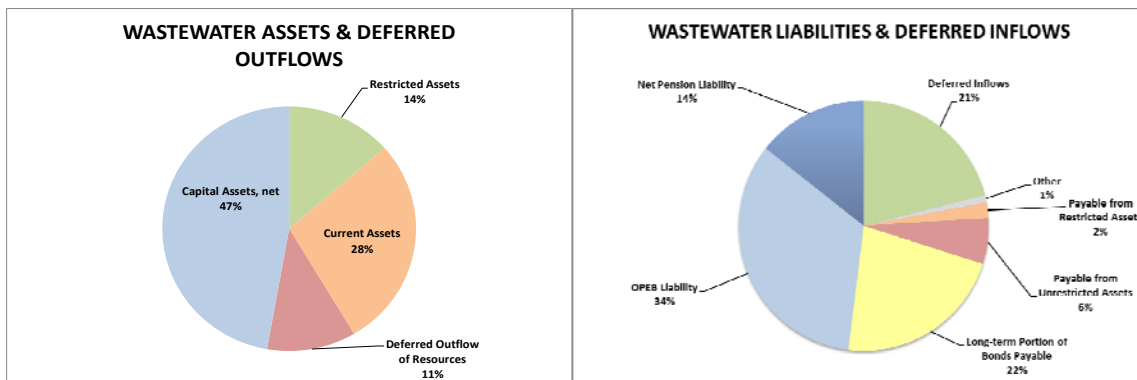 WASTEWATER ASSETS & DEFERRED
OUTFLOWS
Restricted Assets
14%
Capital Assets, net
47%
Current Assets
28%
Deferred Outflow
of Resources
11%
WASTEWATER LIABILITIES & DEFERRED INFLOWS
Net Pension Liability
14%
Deferred Inflows
21%
Other
1%
Payable from
Restricted Asset
2%
OPEB Liability
34%
Payable from
Unrestricted Assets
6%
Long-term Portion of
Bonds Payable
22%